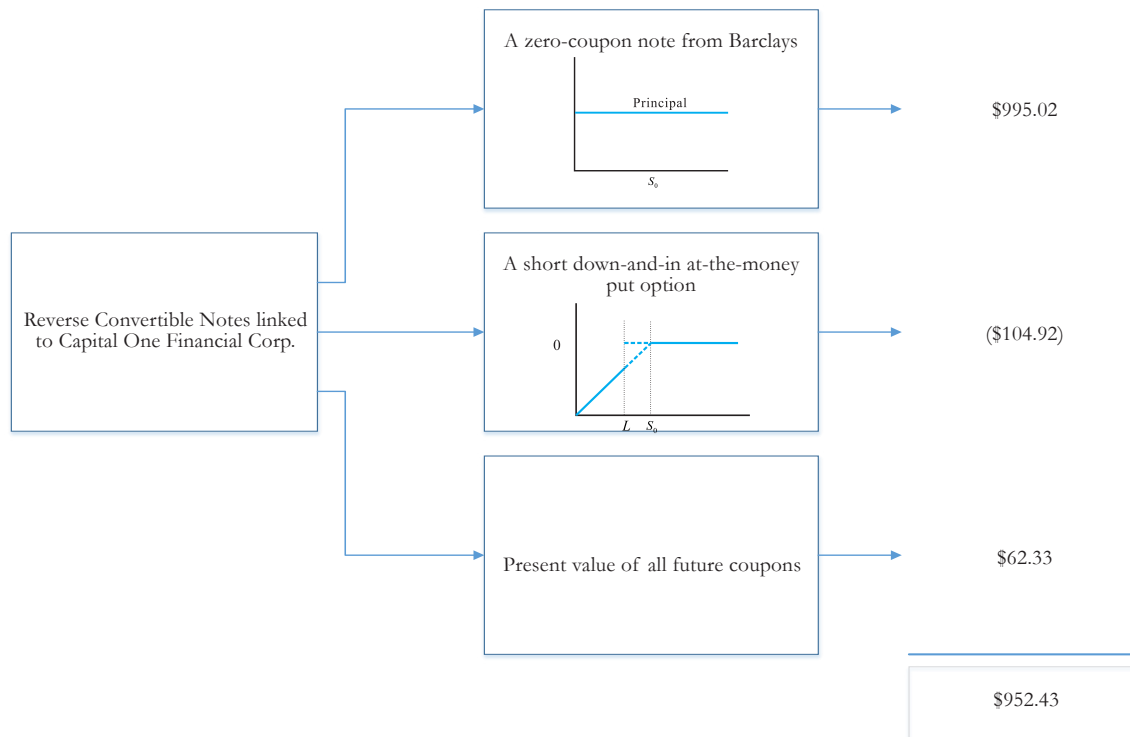 A zero-coupon note from Barclays
Principal
S₀
$995.02
Reverse Convertible Notes linked
to Capital One Financial Corp.
A short down-and-in at-the-money
put option
0
L S₀
($104.92)
Present value of all future coupons
$62.33
$952.43